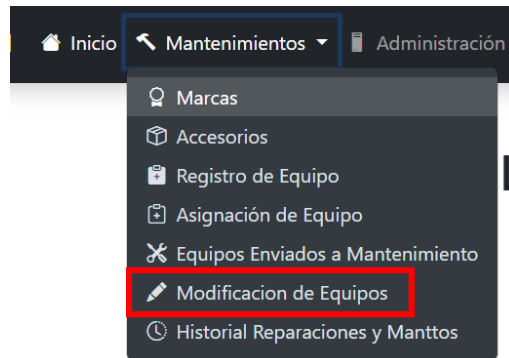 Inicio Mantenimientos Administración
Marcas
Accesorios
Registro de Equipo
Asignación de Equipo
Equipos Enviados a Mantenimiento
Modificacion de Equipos
Historial Reparaciones y Manttos